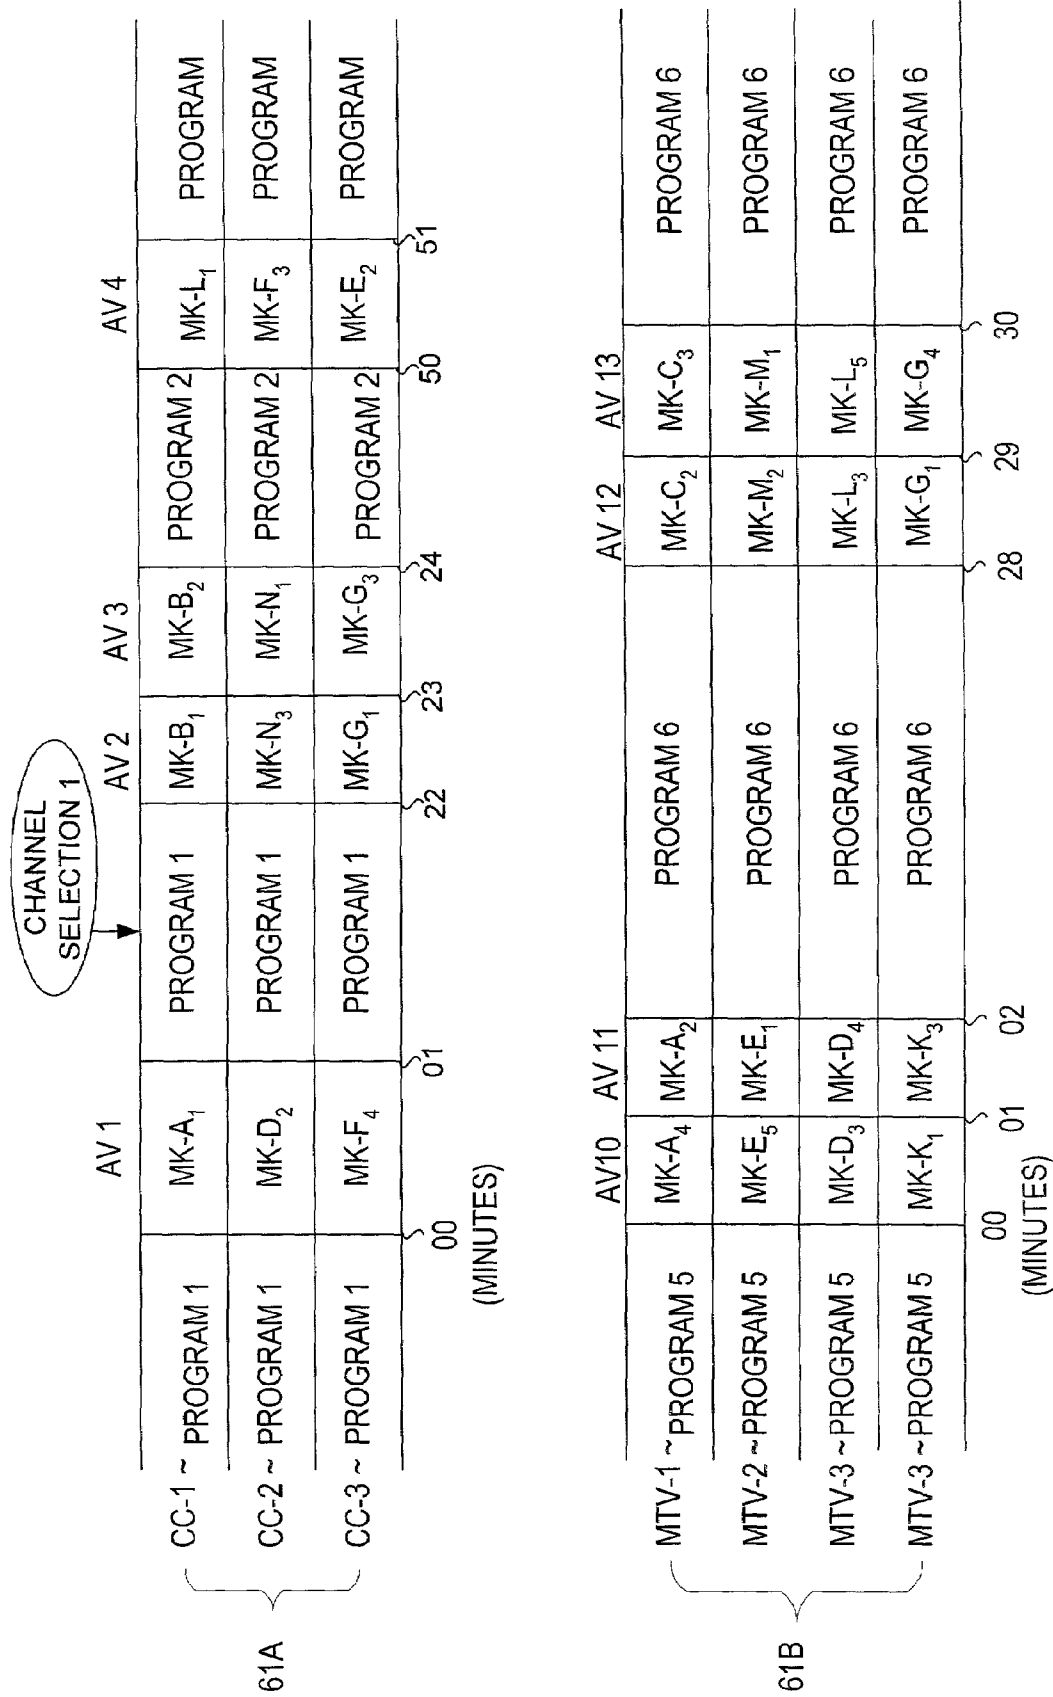 CHANNEL
SELECTION 1
AV 1 AV 2 AV 3 AV 4
CC-1 ~ PROGRAM 1 MK-A₁ PROGRAM 1 MK-B₁ MK-B₂ PROGRAM 2 MK-L₁ PROGRAM
CC-2 ~ PROGRAM 1 MK-D₂ PROGRAM 1 MK-N₃ MK-N₁ PROGRAM 2 MK-F₃ PROGRAM
CC-3 ~ PROGRAM 1 MK-F₄ PROGRAM 1 MK-G₁ MK-G₃ PROGRAM 2 MK-E₂ PROGRAM
61A
00 01 22 23 24 50 51
(MINUTES)
AV10 AV 11 AV 12 AV 13
MTV-1 ~ PROGRAM 5 MK-A₄ MK-A₂ PROGRAM 6 MK-C₂ MK-C₃ PROGRAM 6
MTV-2 ~ PROGRAM 5 MK-E₅ MK-E₁ PROGRAM 6 MK-M₂ MK-M₁ PROGRAM 6
MTV-3 ~ PROGRAM 5 MK-D₃ MK-D₄ PROGRAM 6 MK-L₃ MK-L₅ PROGRAM 6
MTV-3 ~ PROGRAM 5 MK-K₁ MK-K₃ PROGRAM 6 MK-G₁ MK-G₄ PROGRAM 6
61B
00 01 02 28 29 30
(MINUTES)